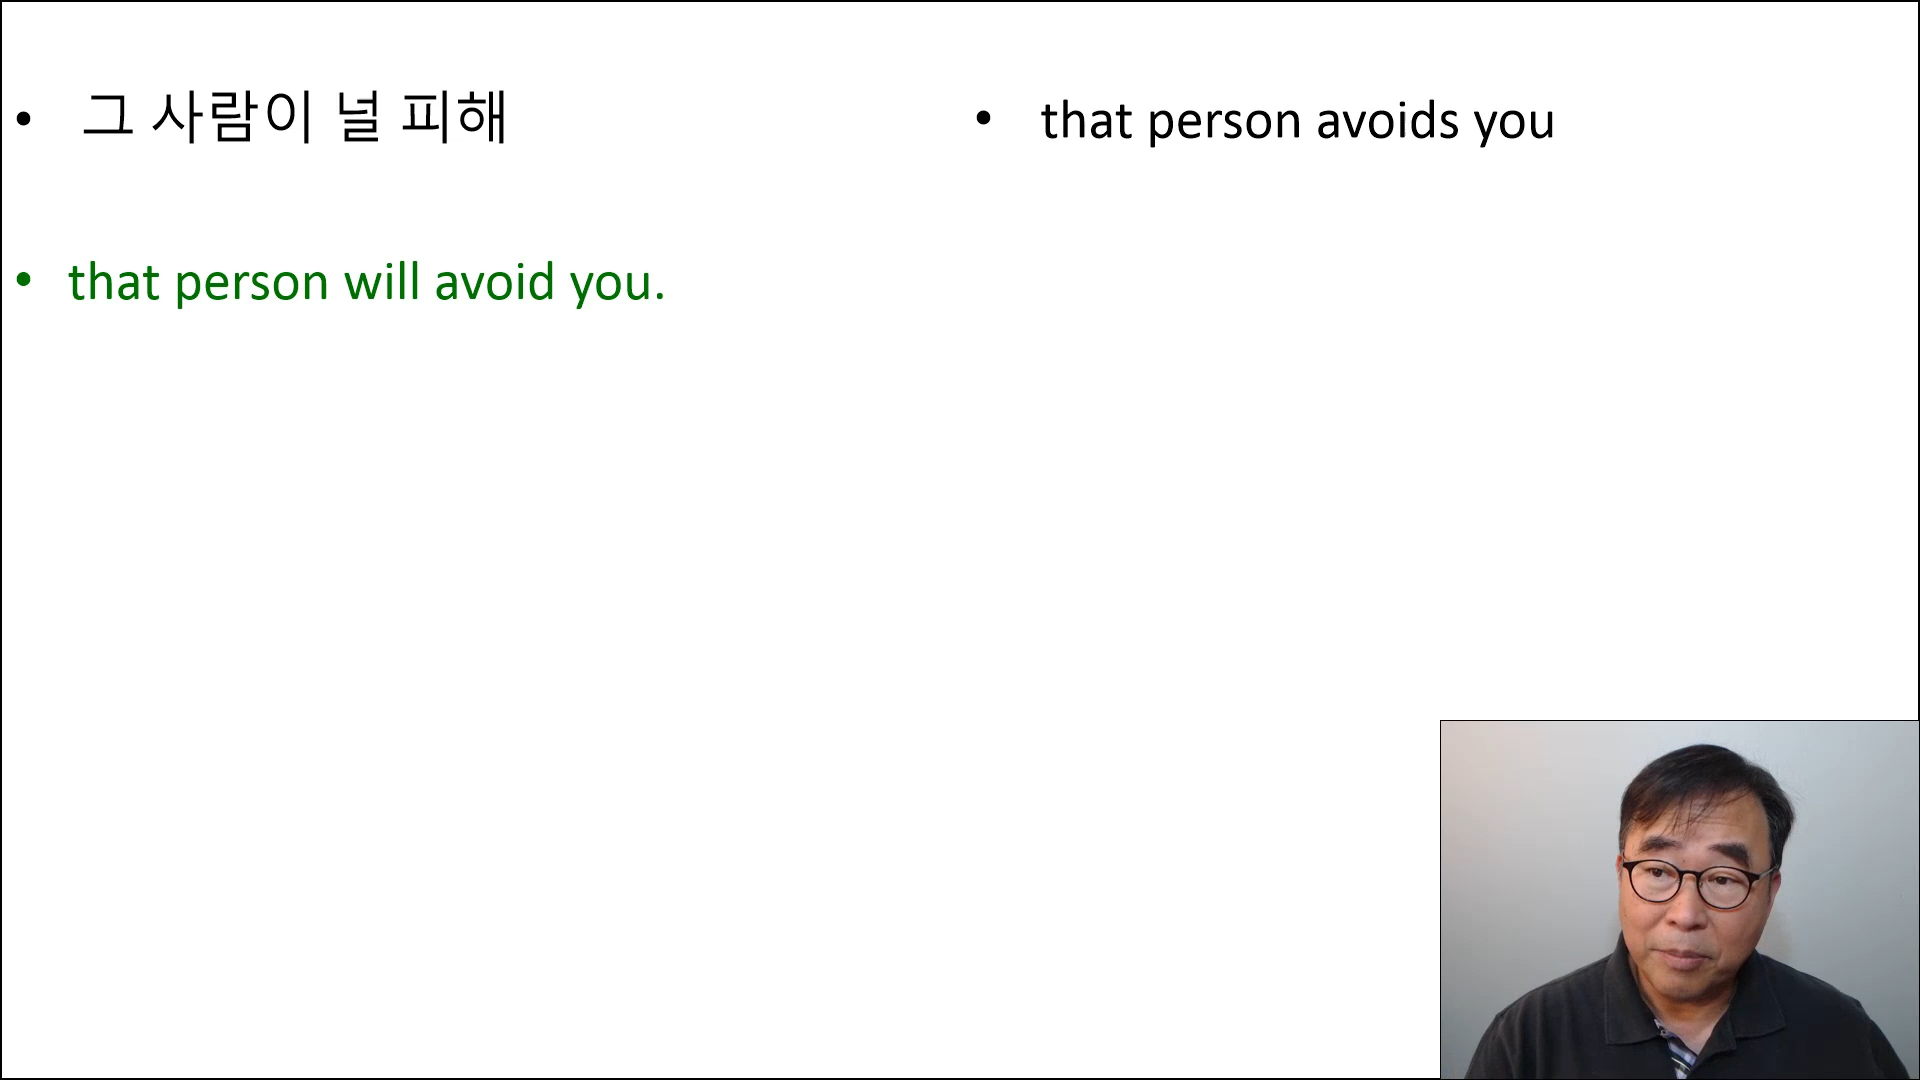 • 그 사람이 널 피해
• that person avoids you
• that person will avoid you.